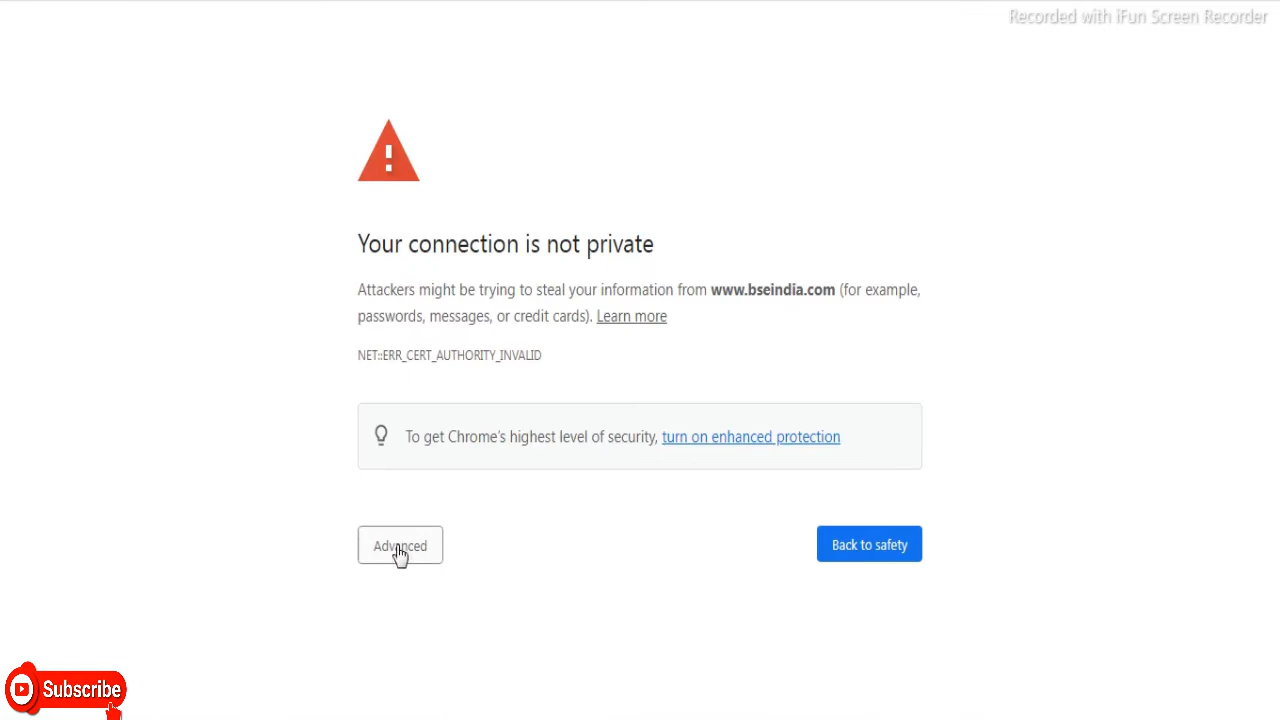 Recorded with iFun Screen Recorder
Your connection is not private
Attackers might be trying to steal your information from www.bseindia.com (for example,
passwords, messages, or credit cards). Learn more
NET::ERR_CERT_AUTHORITY_INVALID
To get Chrome's highest level of security, turn on enhanced protection
Advanced
Back to safety
Subscribe